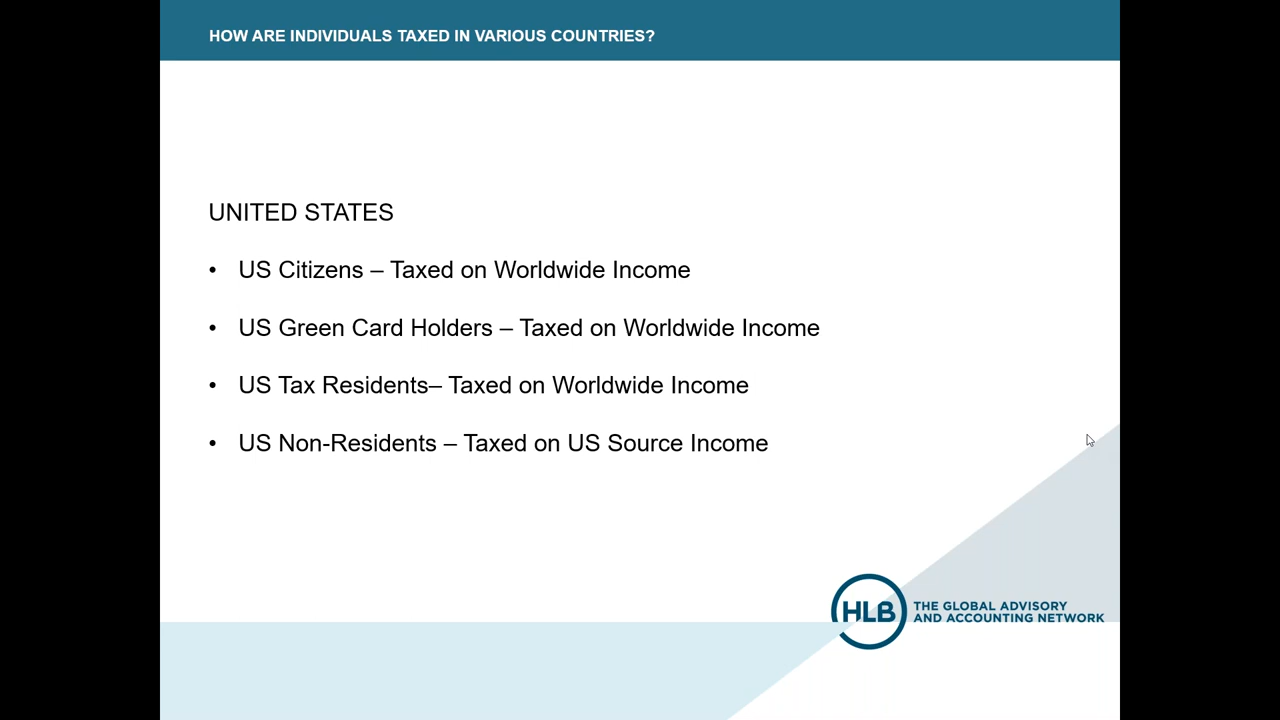 HOW ARE INDIVIDUALS TAXED IN VARIOUS COUNTRIES?
UNITED STATES
• US Citizens – Taxed on Worldwide Income
• US Green Card Holders – Taxed on Worldwide Income
• US Tax Residents– Taxed on Worldwide Income
• US Non-Residents – Taxed on US Source Income
HLB
THE GLOBAL ADVISORY
AND ACCOUNTING NETWORK